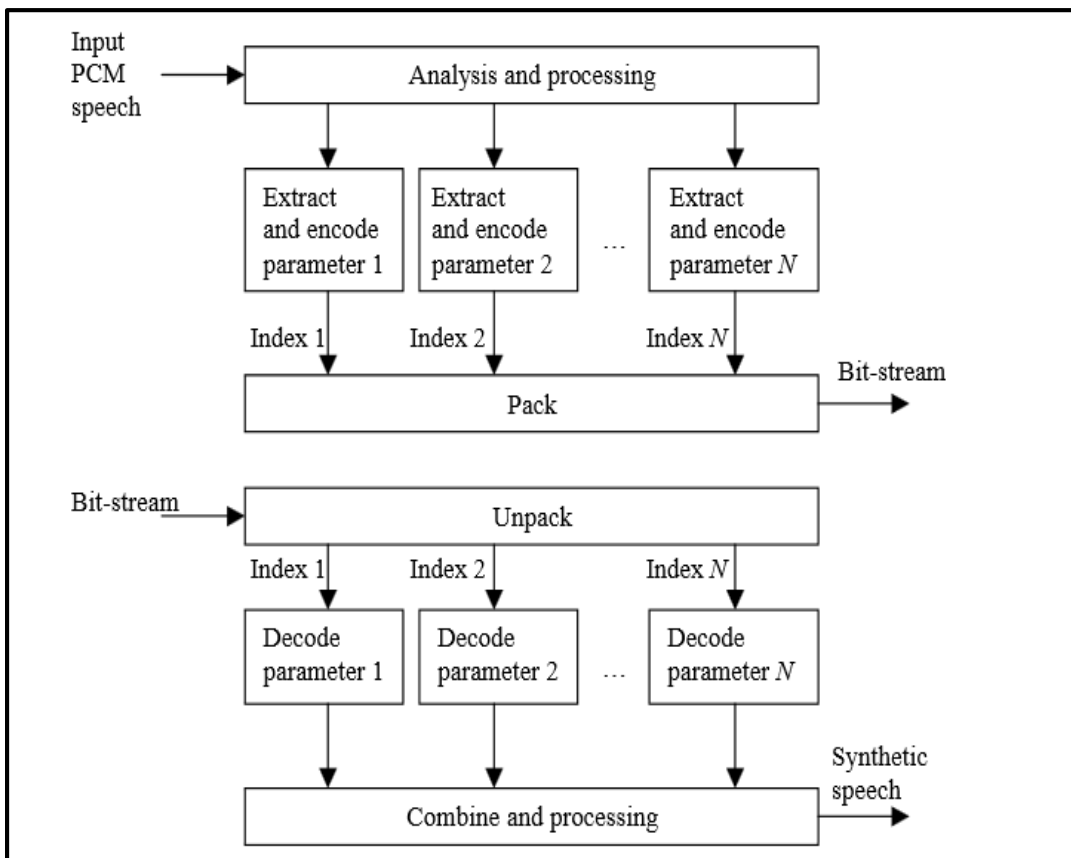 Input
PCM
speech
Analysis and processing
Extract
and encode
parameter 1
Extract
and encode
parameter 2
...
Extract
and encode
parameter N
Index 1
Index 2
Index N
Pack
Bit-stream
Bit-stream
Unpack
Index 1
Index 2
Index N
Decode
parameter 1
Decode
parameter 2
...
Decode
parameter N
Combine and processing
Synthetic
speech